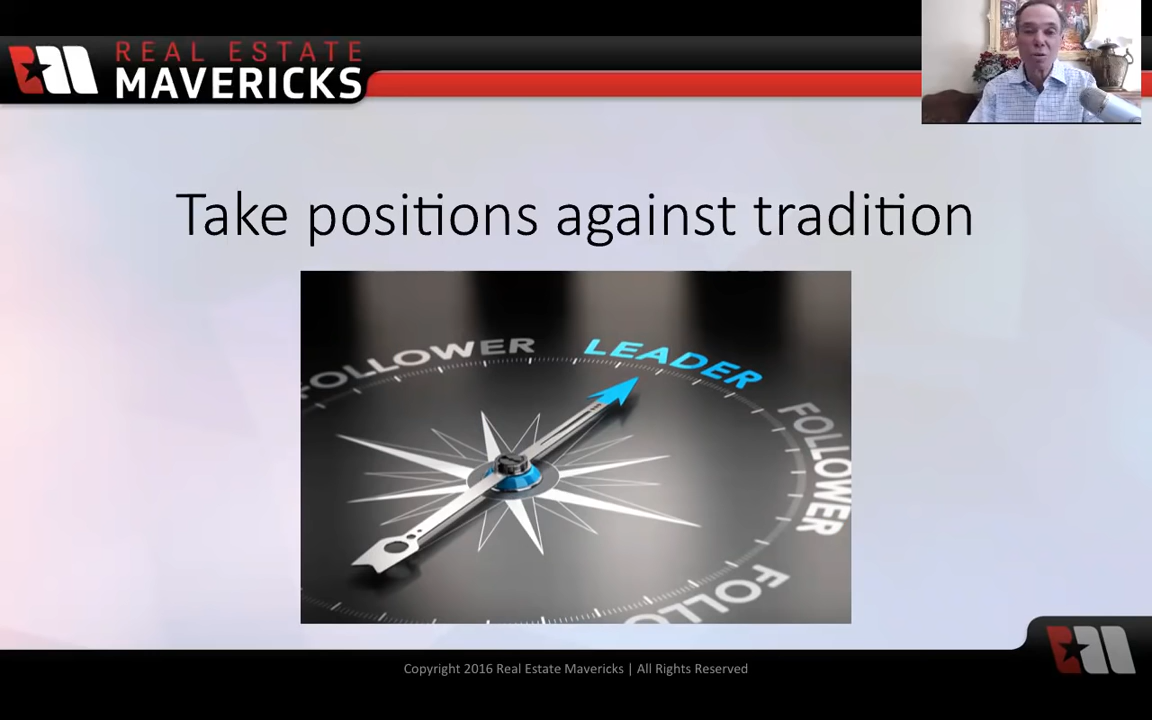 REAL ESTATE
MAVERICKS
Take positions against tradition
FOLLOWER
LEADER
FOLLOWER
FOLLO
Copyright 2016 Real Estate Mavericks | All Rights Reserved